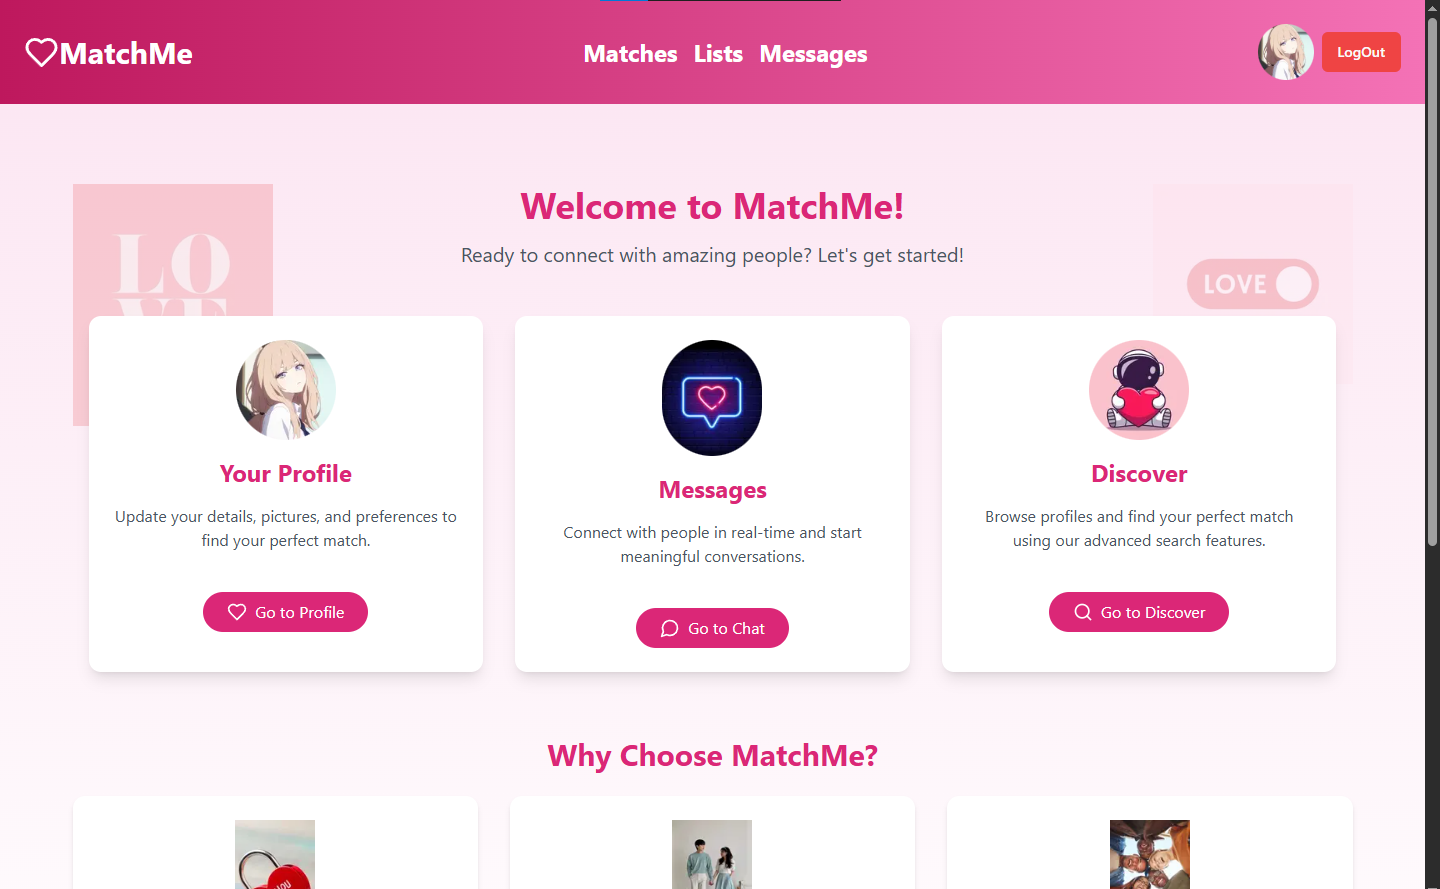 MatchMe
Matches Lists Messages
LogOut
Welcome to MatchMe!
Ready to connect with amazing people? Let's get started!
LO
LOVE
Your Profile
Update your details, pictures, and preferences to
find your perfect match.
Go to Profile
Messages
Connect with people in real-time and start
meaningful conversations.
Go to Chat
Discover
Browse profiles and find your perfect match
using our advanced search features.
Go to Discover
Why Choose MatchMe?